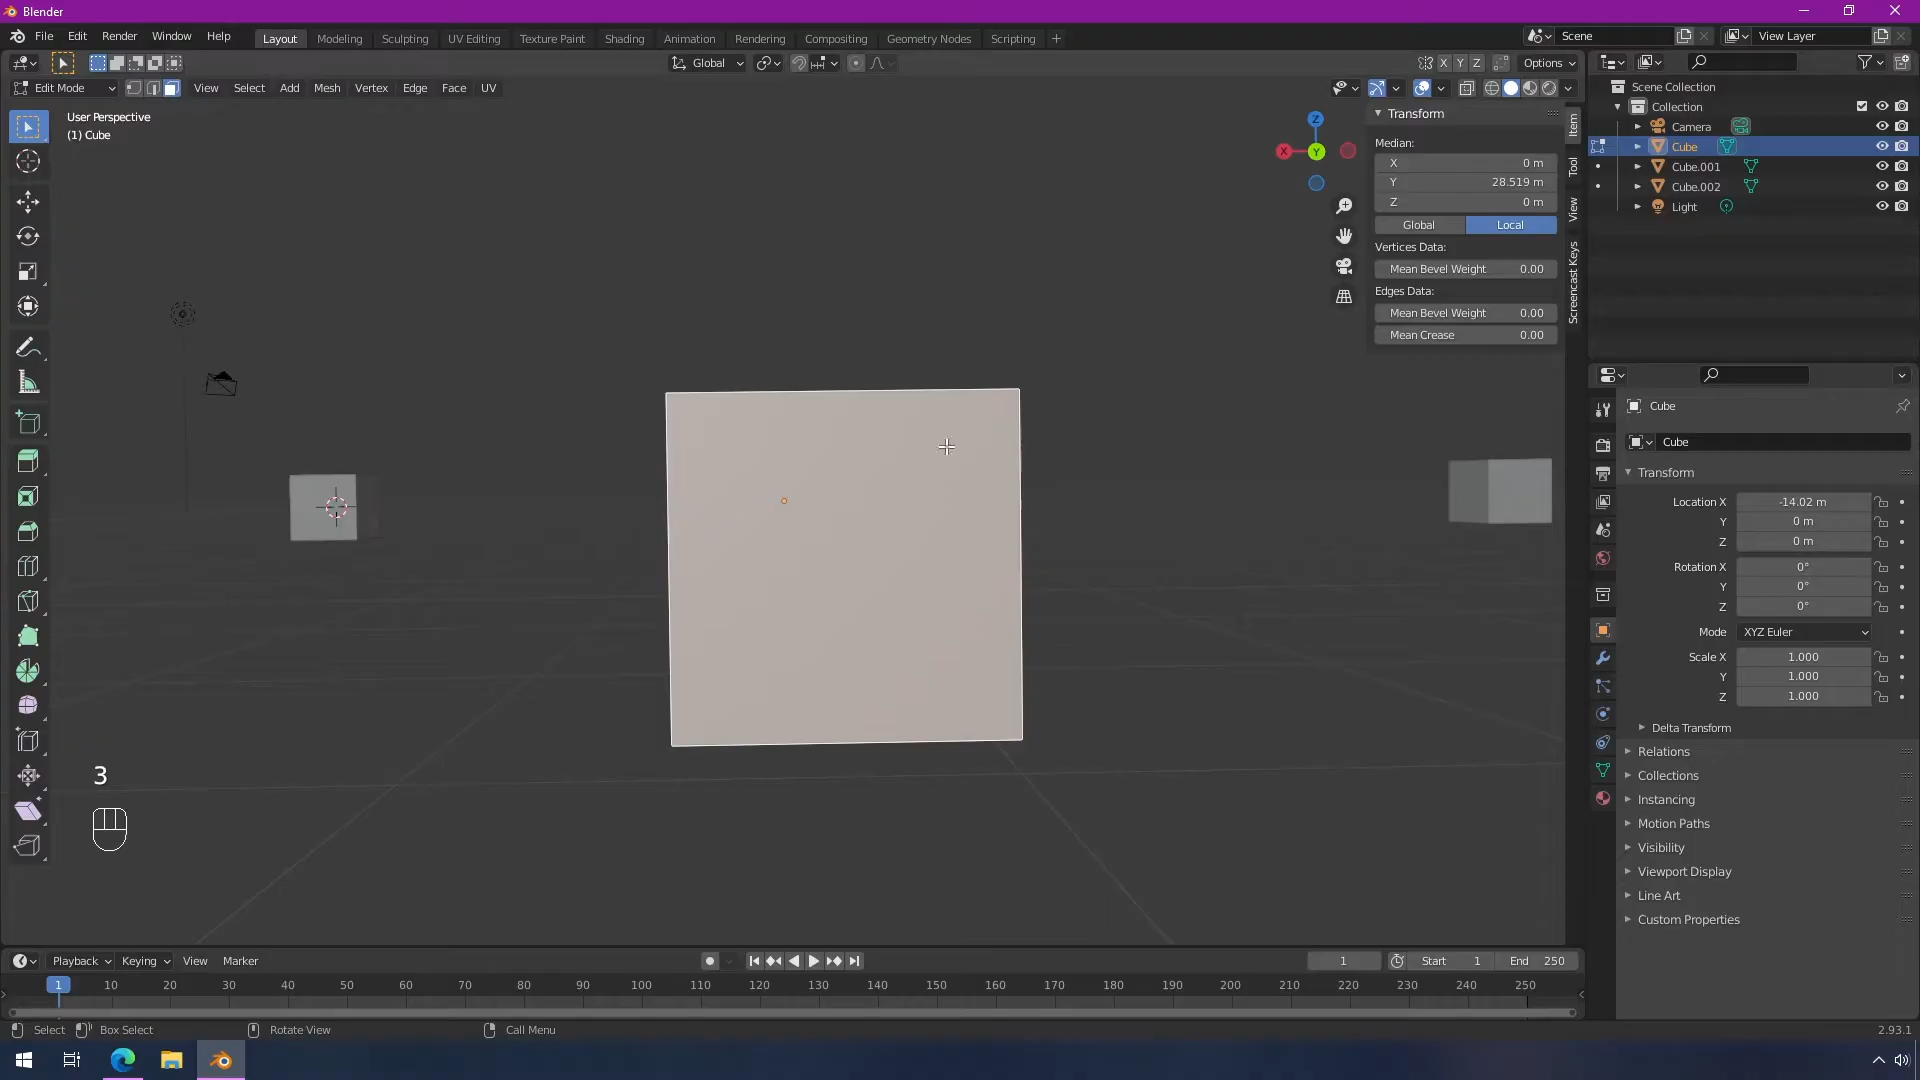 Blender
File Edit Render Window Help
Layout Modeling Sculpting UV Editing Texture Paint Shading Animation Rendering Compositing Geometry Nodes Scripting +
Scene
View Layer
Global
X Y Z
Options
Edit Mode
View Select Add Mesh Vertex Edge Face UV
User Perspective
(1) Cube
Z
X
Y
Transform
Median:
X 0 m
Y 28.519 m
Z 0 m
Global Local
Vertices Data:
Mean Bevel Weight 0.00
Edges Data:
Mean Bevel Weight 0.00
Mean Crease 0.00
Item
Tool
View
Screencast Keys
Scene Collection
Collection
Camera
Cube
Cube.001
Cube.002
Light
Cube
Cube
Transform
Location X -14.02 m
Y 0 m
Z 0 m
Rotation X 0°
Y 0°
Z 0°
Mode XYZ Euler
Scale X 1.000
Y 1.000
Z 1.000
Delta Transform
Relations
Collections
Instancing
Motion Paths
Visibility
Viewport Display
Line Art
Custom Properties
3
Playback Keying View Marker
1
Start 1
End 250
1 10 20 30 40 50 60 70 80 90 100 110 120 130 140 150 160 170 180 190 200 210 220 230 240 250
Select
Box Select
Rotate View
Call Menu
2.93.1